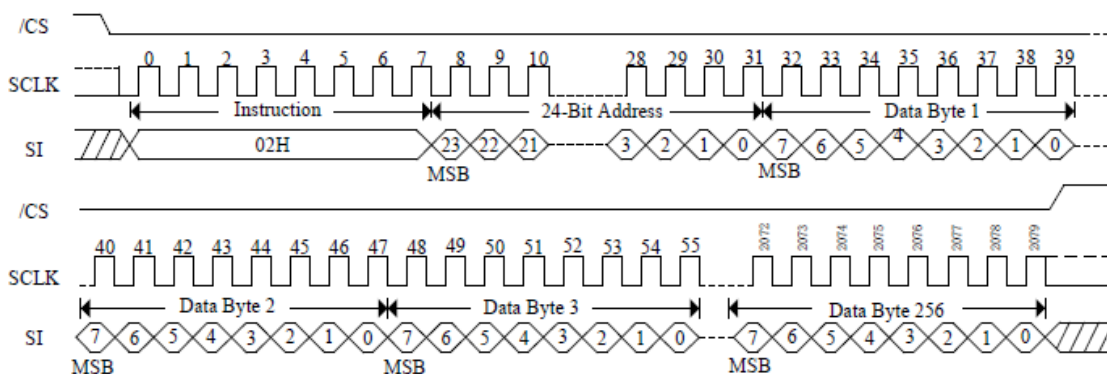 /CS
0 1 2 3 4 5 6 7 8 9 10 28 29 30 31 32 33 34 35 36 37 38 39
SCLK
Instruction 24-Bit Address Data Byte 1
SI 02H 23 22 21 3 2 1 0 7 6 5 4 3 2 1 0
MSB MSB
/CS
40 41 42 43 44 45 46 47 48 49 50 51 52 53 54 55 2072 2073 2074 2075 2076 2077 2078 2079
SCLK
Data Byte 2 Data Byte 3 Data Byte 256
SI 7 6 5 4 3 2 1 0 7 6 5 4 3 2 1 0 7 6 5 4 3 2 1 0
MSB MSB MSB